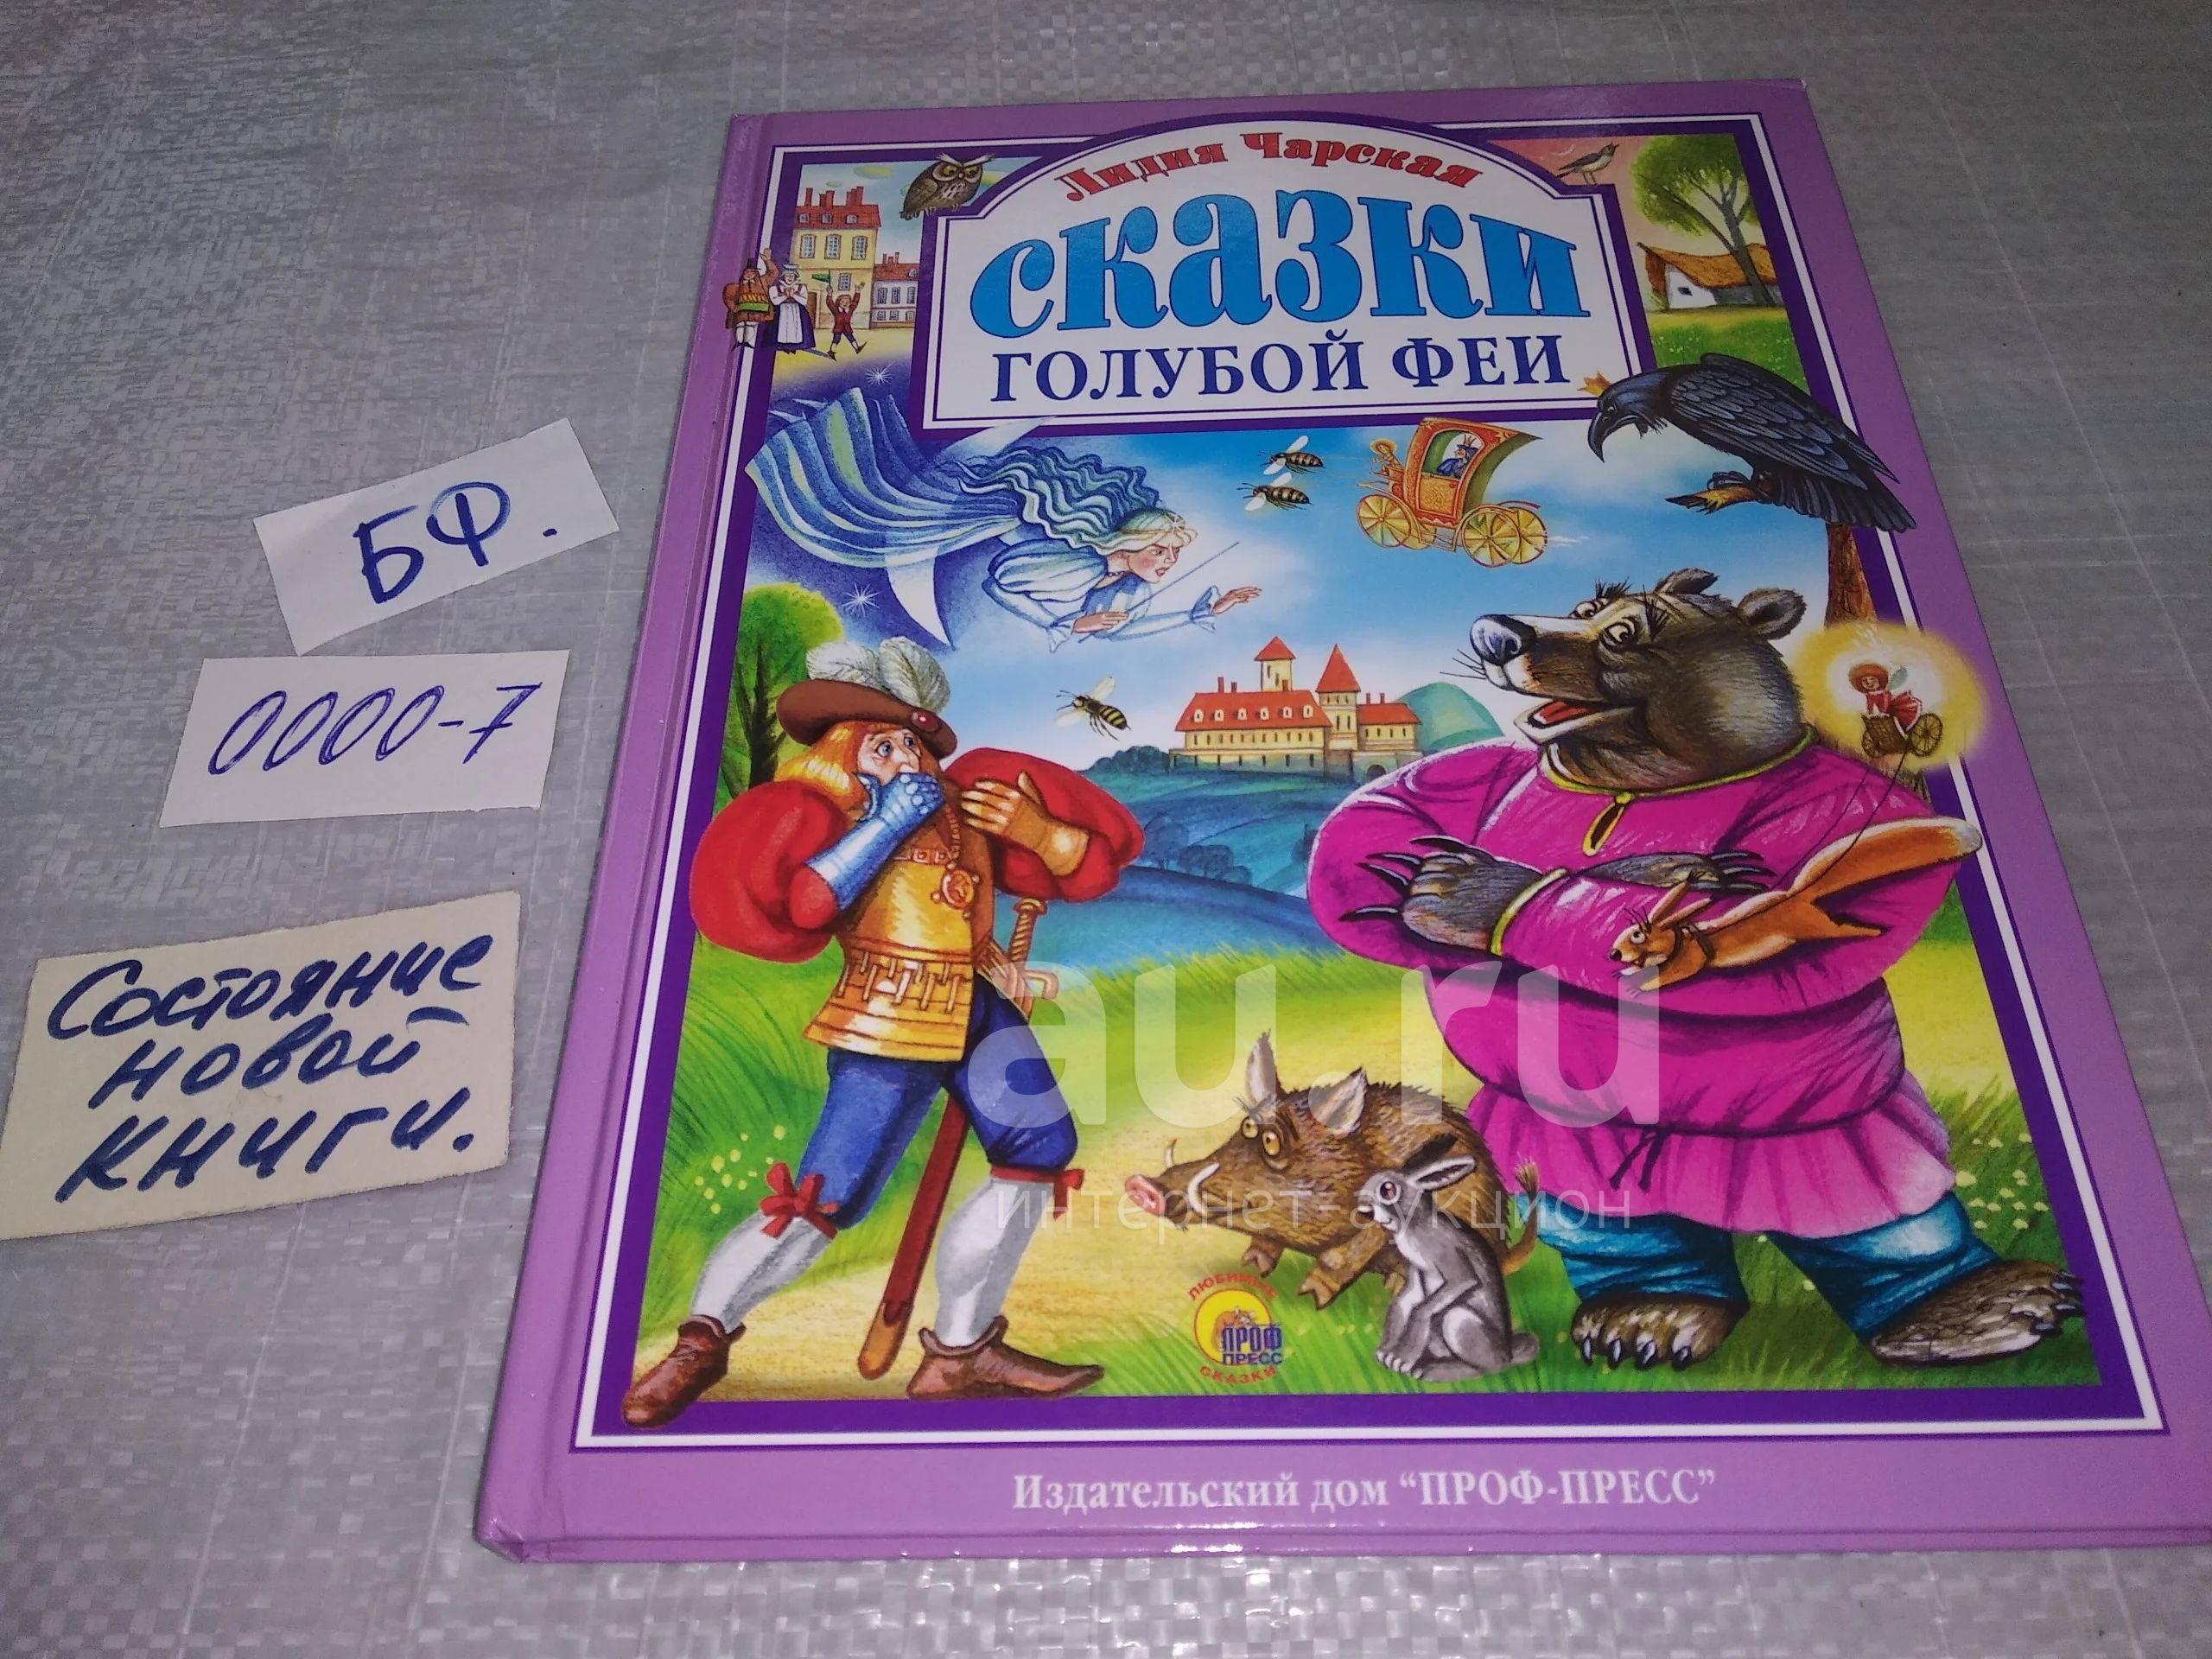 Лидия Чарская
Сказки
ГОЛУБОЙ ФЕИ
БФ.
0000-7
Состояние
новой
книги.
au.ru
интернет-аукцион
ЛЮБИМЫЕ
ПРОФ
ПРЕСС
СКАЗКИ
Издательский дом “ПРОФ-ПРЕСС”